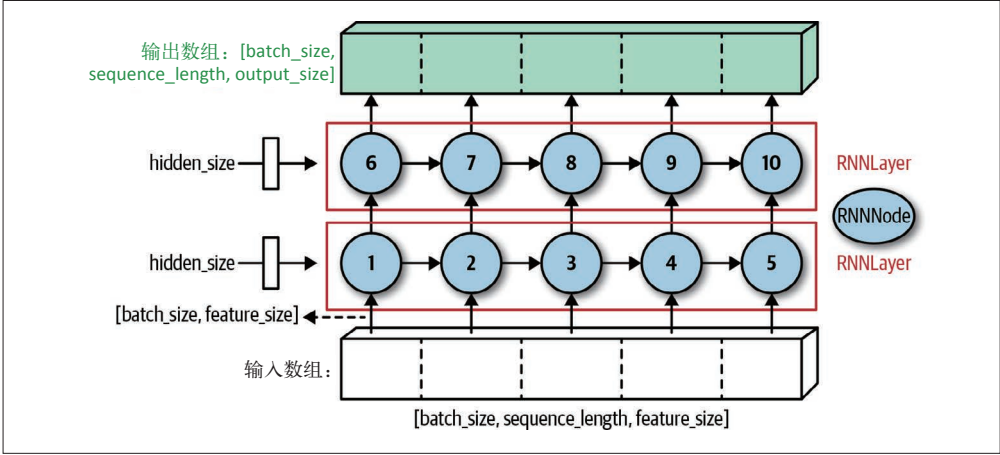 输出数组：[batch_size,
sequence_length, output_size]
hidden_size
6 7 8 9 10
RNNLayer
RNNNode
hidden_size
1 2 3 4 5
RNNLayer
[batch_size, feature_size]
输入数组：
[batch_size, sequence_length, feature_size]